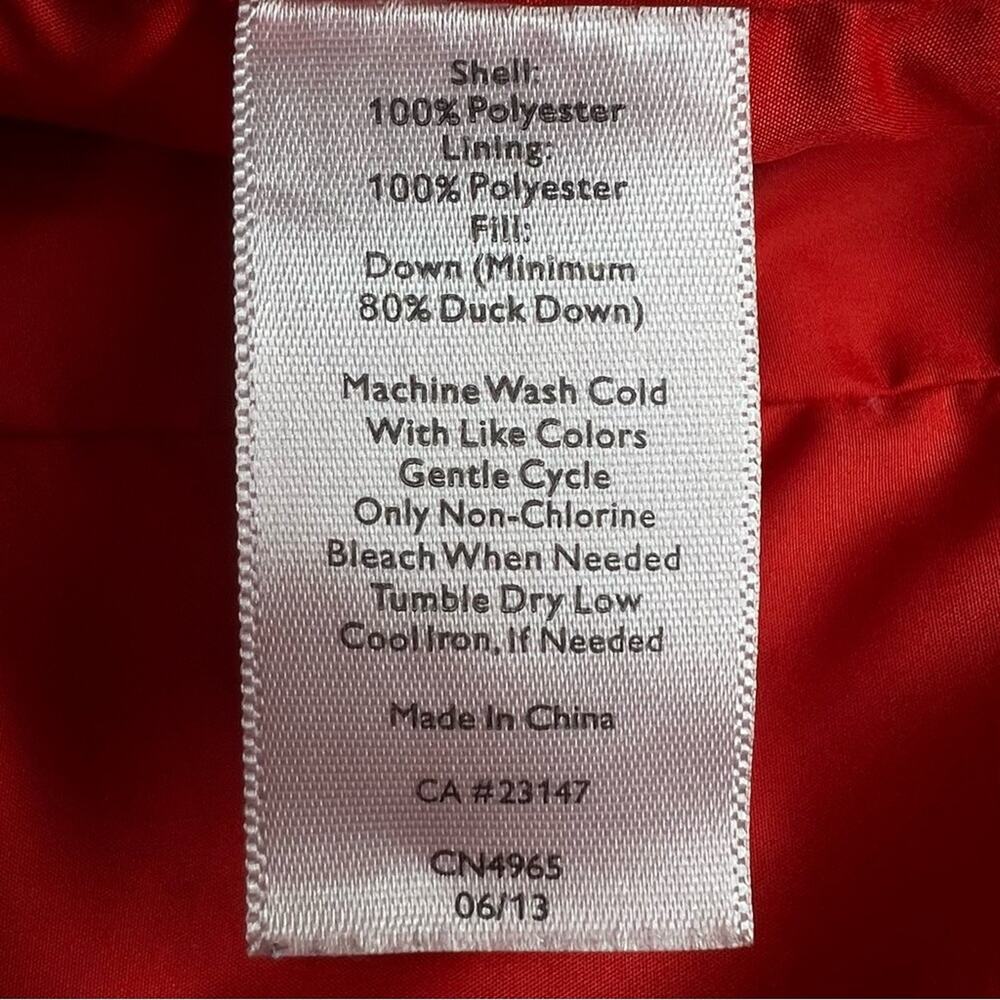 Shell:
100% Polyester
Lining:
100% Polyester
Fill:
Down (Minimum
80% Duck Down)
Machine Wash Cold
With Like Colors
Gentle Cycle
Only Non-Chlorine
Bleach When Needed
Tumble Dry Low
Cool Iron, If Needed
Made In China
CA #23147
CN4965
06/13